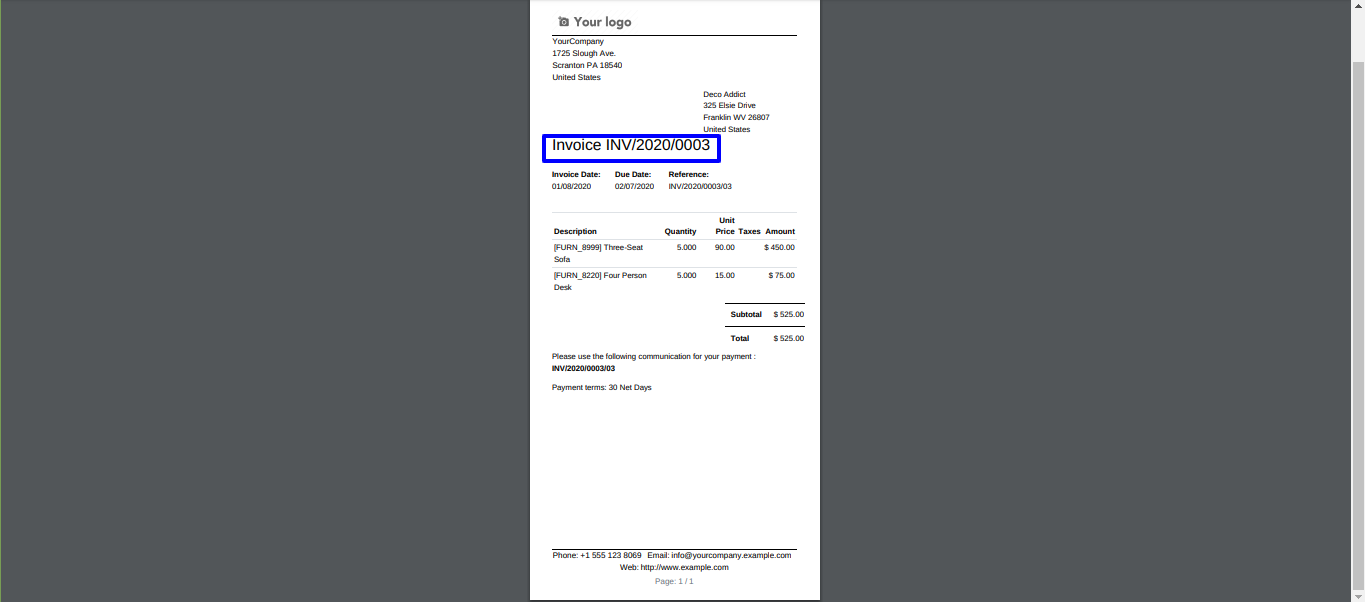 Your logo
YourCompany
1725 Slough Ave.
Scranton PA 18540
United States
Deco Addict
325 Elsie Drive
Franklin WV 26807
United States
Invoice INV/2020/0003
Invoice Date: Due Date: Reference:
01/08/2020 02/07/2020 INV/2020/0003/03
Unit
Description Quantity Price Taxes Amount
[FURN_8999] Three-Seat 5.000 90.00 $ 450.00
Sofa
[FURN_8220] Four Person 5.000 15.00 $ 75.00
Desk
Subtotal $ 525.00
Total $ 525.00
Please use the following communication for your payment :
INV/2020/0003/03
Payment terms: 30 Net Days
Phone: +1 555 123 8069 Email: info@yourcompany.example.com
Web: http://www.example.com
Page: 1 / 1